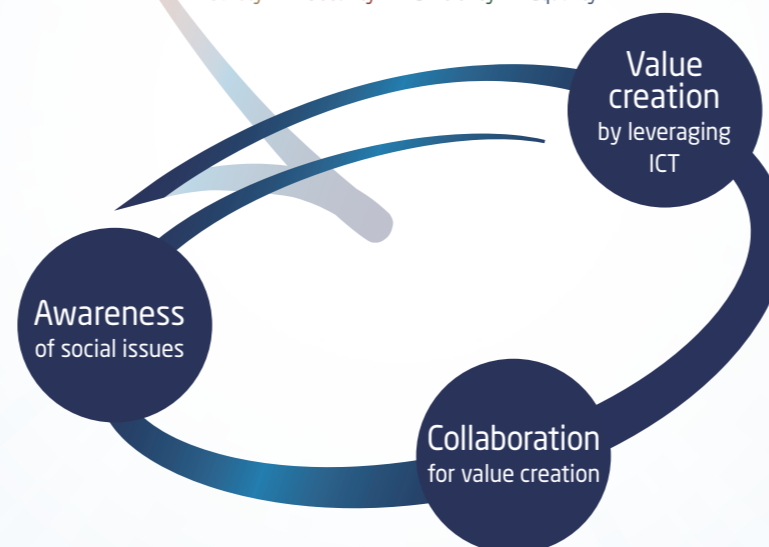 Value
creation
by leveraging
ICT
Awareness
of social issues
Collaboration
for value creation